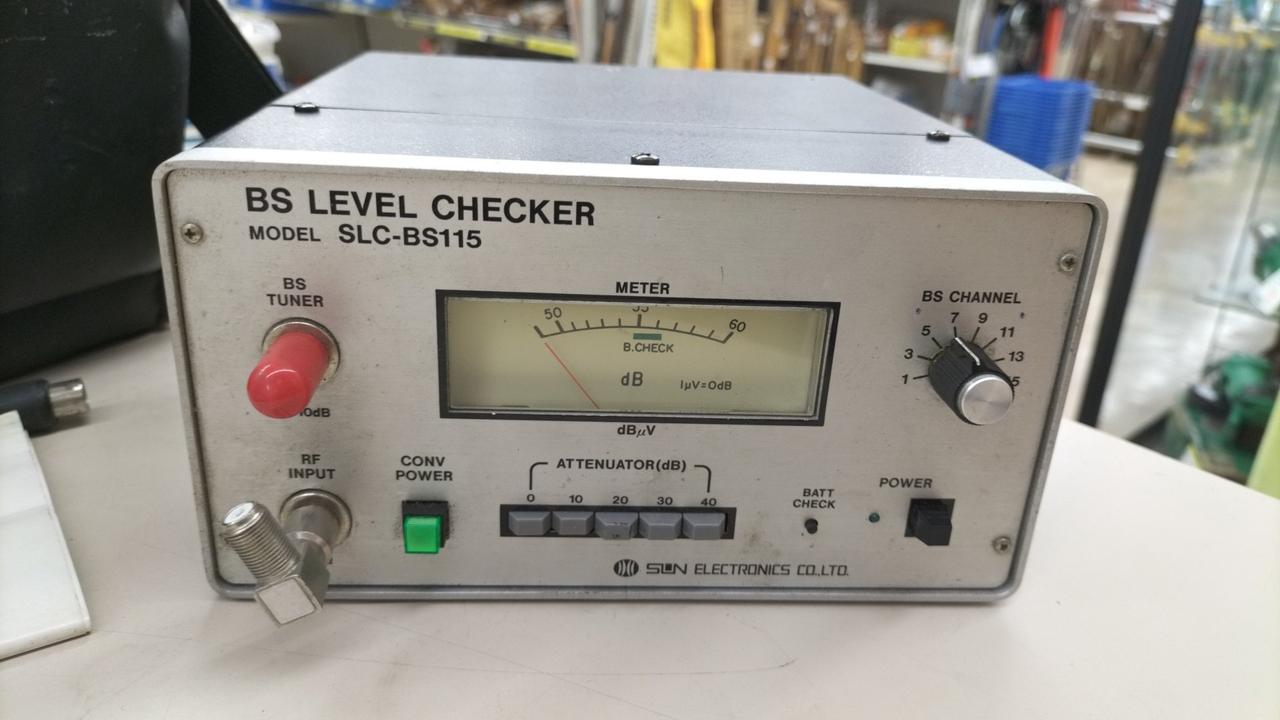 BS LEVEL CHECKER
MODEL SLC-BS115
BS
TUNER
METER
BS CHANNEL
50 55 60
B.CHECK
dB 1μV=0dB
dBμV
1 3 5 7 9 11 13
RF
INPUT
CONV
POWER
ATTENUATOR(dB)
0 10 20 30 40
BATT
CHECK
POWER
SUN ELECTRONICS CO.,LTD.